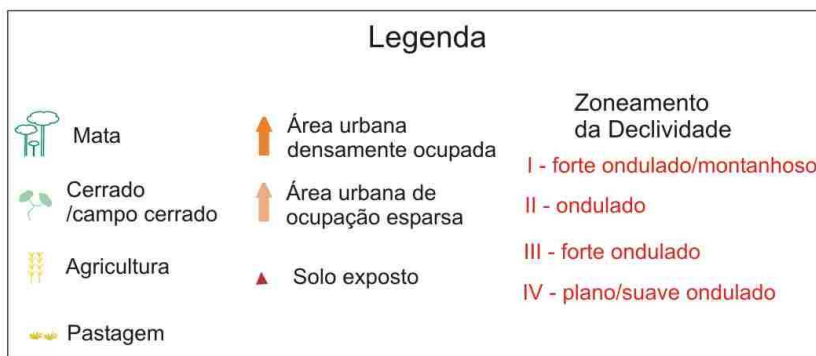 Legenda
Mata
Cerrado
/campo cerrado
Agricultura
Pastagem
Área urbana
densamente ocupada
Área urbana de
ocupação esparsa
Solo exposto
Zoneamento
da Declividade
I - forte ondulado/montanhoso
II - ondulado
III - forte ondulado
IV - plano/suave ondulado